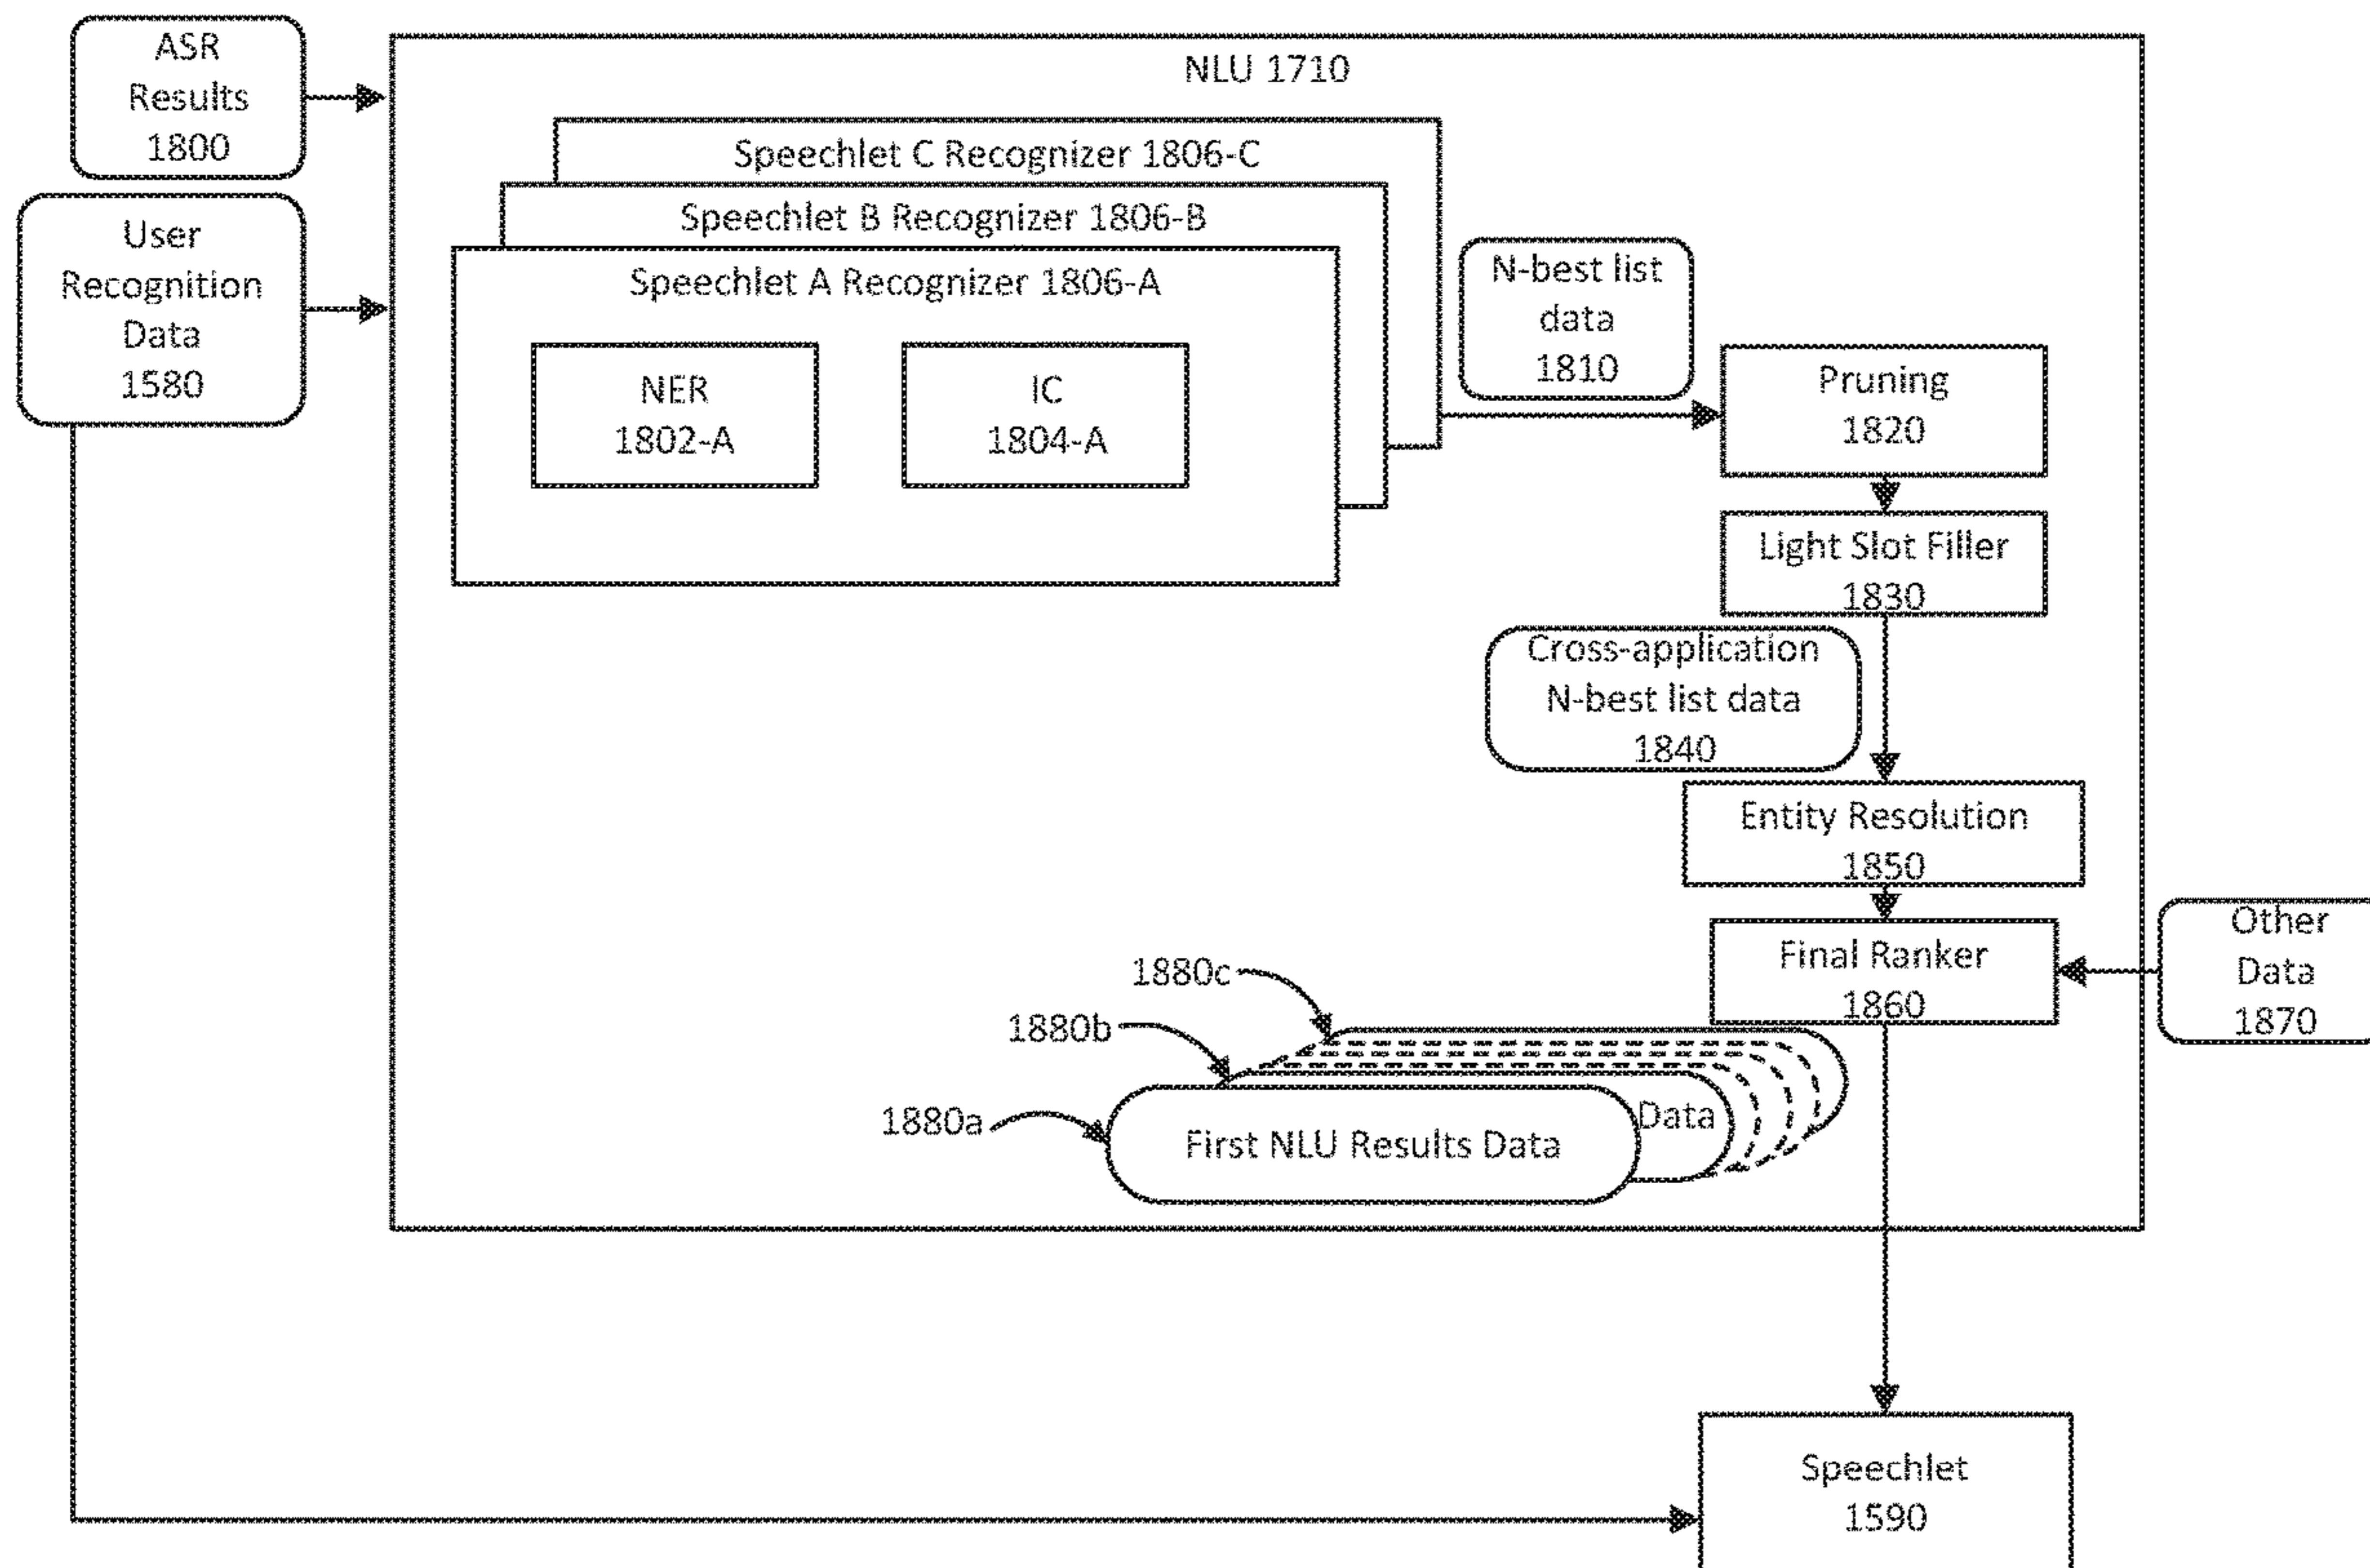 ASR
Results
1800
User
Recognition
Data
1580
NLU 1710
Speechlet C Recognizer 1806-C
Speechlet B Recognizer 1806-B
Speechlet A Recognizer 1806-A
NER
1802-A
IC
1804-A
N-best list
data
1810
Pruning
1820
Light Slot Filler
1830
Cross-application
N-best list data
1840
Entity Resolution
1850
Final Ranker
1860
Other
Data
1870
1880c
1880b
1880a
First NLU Results Data
Data
Speechlet
1590